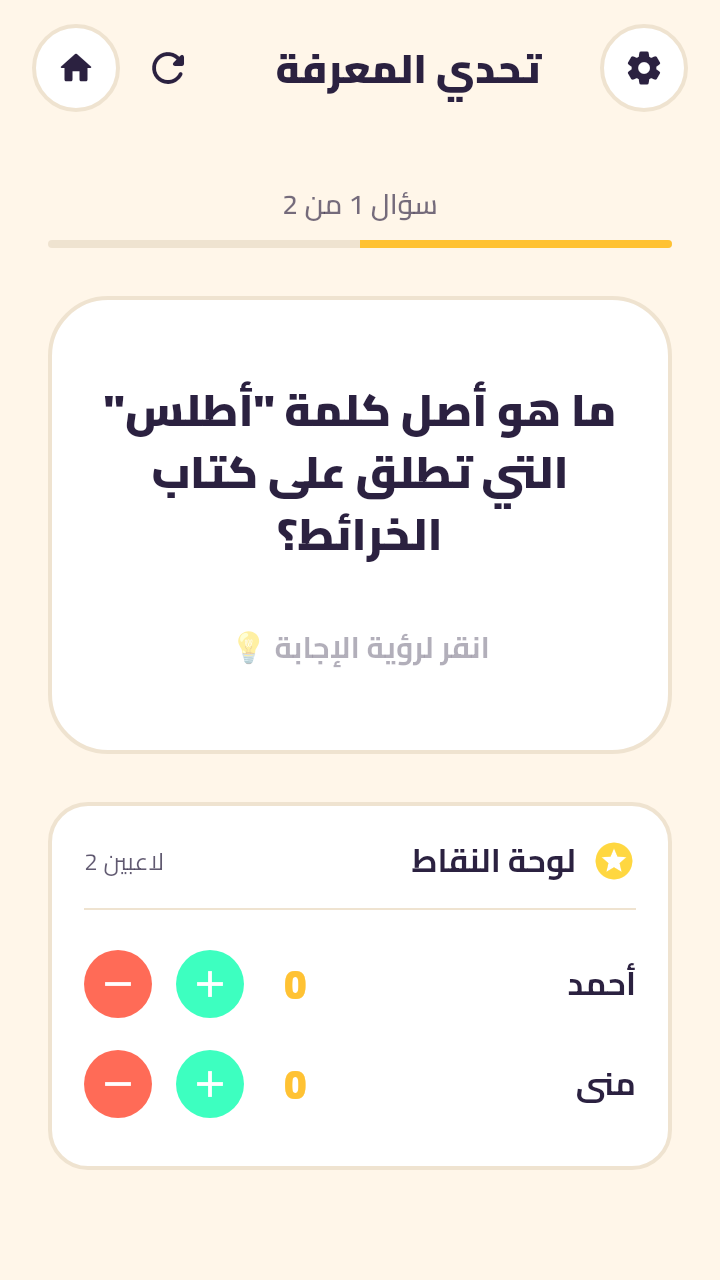 تحدي المعرفة
سؤال 1 من 2
ما هو أصل كلمة "أطلس"
التي تطلق على كتاب
الخرائط؟
انقر لرؤية الإجابة 💡
لوحة النقاط
2 لاعبين
أحمد
0
منى
0